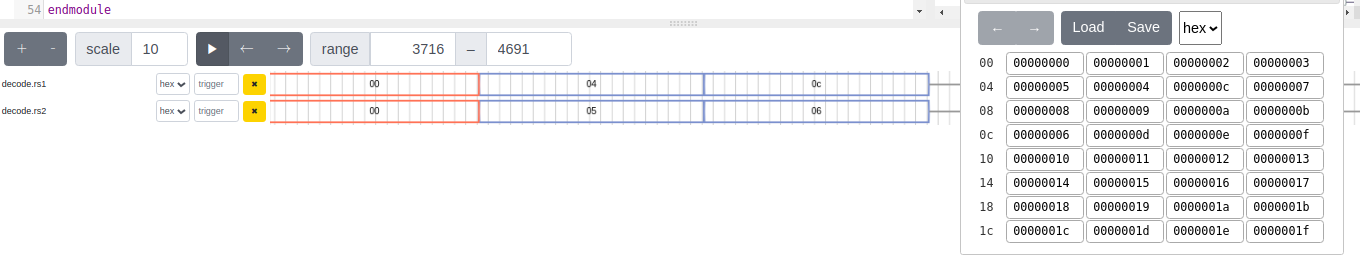 54 endmodule
+ - scale 10 ▶ ← → range 3716 – 4691
decode.rs1 hex trigger ✖ 00 04 0c
decode.rs2 hex trigger ✖ 00 05 06
← → Load Save hex
00 00000000 00000001 00000002 00000003
04 00000005 00000004 0000000c 00000007
08 00000008 00000009 0000000a 0000000b
0c 00000006 0000000d 0000000e 0000000f
10 00000010 00000011 00000012 00000013
14 00000014 00000015 00000016 00000017
18 00000018 00000019 0000001a 0000001b
1c 0000001c 0000001d 0000001e 0000001f